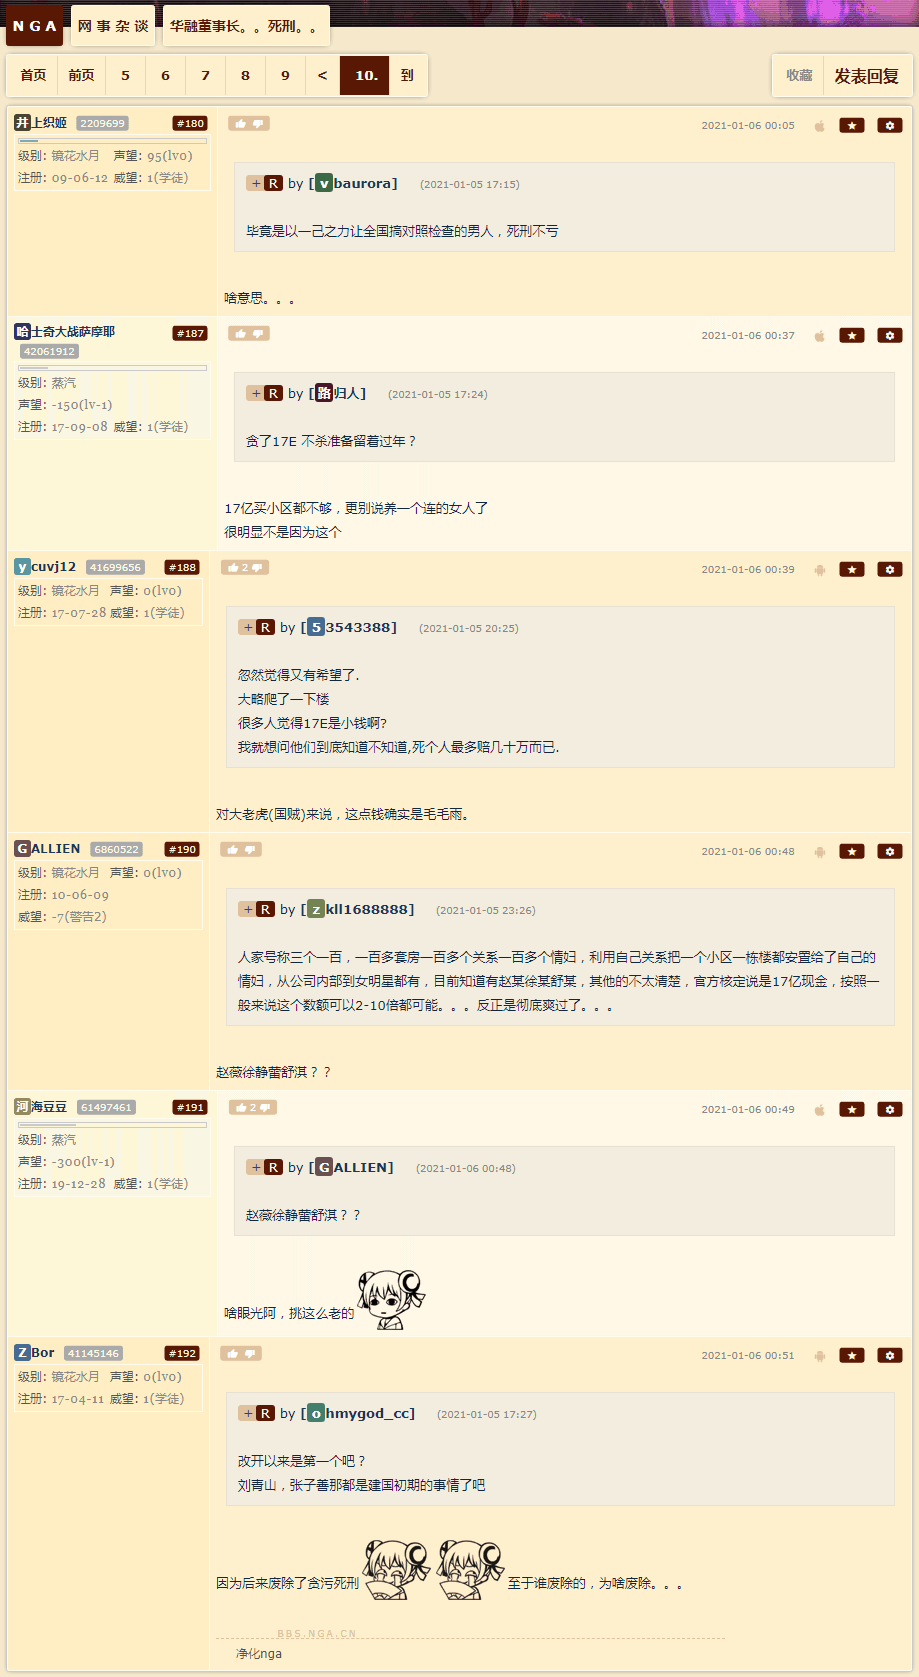 NGA 网事杂谈 华融董事长。。死刑。。
首页 前页 5 6 7 8 9 < 10. 到 收藏 发表回复
井上织姬 2209699 #180 2021-01-06 00:05
级别: 镜花水月 声望: 95(lv0)
注册: 09-06-12 威望: 1(学徒)
+ R by [vbaurora] (2021-01-05 17:15)
毕竟是以一己之力让全国搞对照检查的男人，死刑不亏
啥意思。。。
哈士奇大战萨摩耶 #187 2021-01-06 00:37
42061912
级别: 蒸汽
声望: -150(lv-1)
注册: 17-09-08 威望: 1(学徒)
+ R by [路归人] (2021-01-05 17:24)
贪了17E 不杀准备留着过年？
17亿买小区都不够，更别说养一个连的女人了
很明显不是因为这个
ycuvj12 41699656 #188 2 2021-01-06 00:39
级别: 镜花水月 声望: 0(lv0)
注册: 17-07-28 威望: 1(学徒)
+ R by [53543388] (2021-01-05 20:25)
忽然觉得又有希望了.
大略爬了一下楼
很多人觉得17E是小钱啊?
我就想问他们到底知道不知道,死个人最多赔几十万而已.
对大老虎(国贼)来说，这点钱确实是毛毛雨。
GALLIEN 6860522 #190 2021-01-06 00:48
级别: 镜花水月 声望: 0(lv0)
注册: 10-06-09
威望: -7(警告2)
+ R by [zkll1688888] (2021-01-05 23:26)
人家号称三个一百，一百多套房一百多个关系一百多个情妇，利用自己关系把一个小区一栋楼都安置给了自己的
情妇，从公司内部到女明星都有，目前知道有赵某徐某舒某，其他的不太清楚，官方核定说是17亿现金，按照一
般来说这个数额可以2-10倍都可能。。。反正是彻底爽过了。。。
赵薇徐静蕾舒淇？？
河海豆豆 61497461 #191 2 2021-01-06 00:49
级别: 蒸汽
声望: -300(lv-1)
注册: 19-12-28 威望: 1(学徒)
+ R by [GALLIEN] (2021-01-06 00:48)
赵薇徐静蕾舒淇？？
啥眼光阿，挑这么老的
ZBor 41145146 #192 2021-01-06 00:51
级别: 镜花水月 声望: 0(lv0)
注册: 17-04-11 威望: 1(学徒)
+ R by [ohmygod_cc] (2021-01-05 17:27)
改开以来是第一个吧？
刘青山，张子善那都是建国初期的事情了吧
因为后来废除了贪污死刑 至于谁废除的，为啥废除。。。
BBS.NGA.CN
净化nga